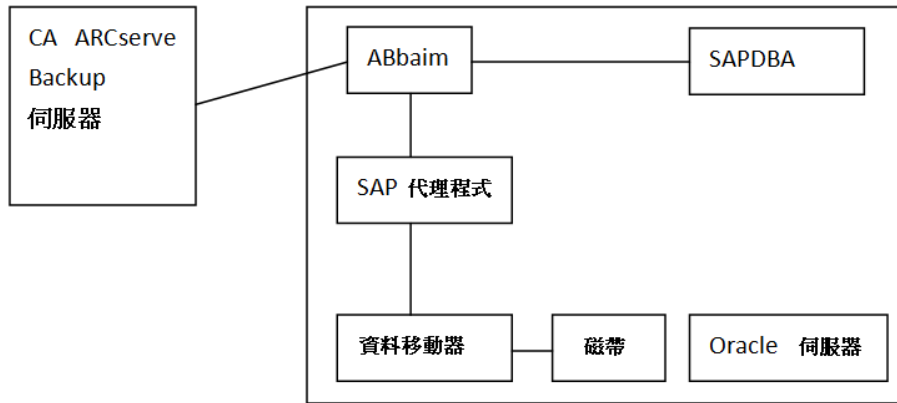 CA ARCserve
Backup
伺服器
ABbaim
SAPDBA
SAP 代理程式
資料移動器
磁帶
Oracle 伺服器